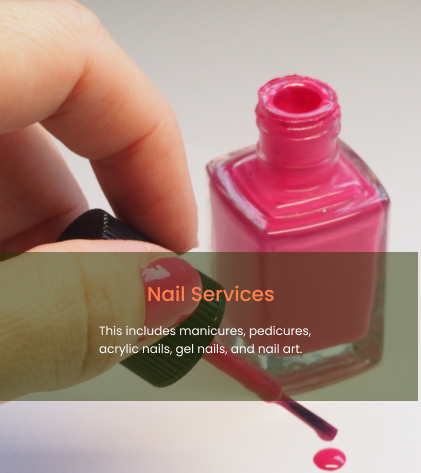 Nail Services
This includes manicures, pedicures,
acrylic nails, gel nails, and nail art.